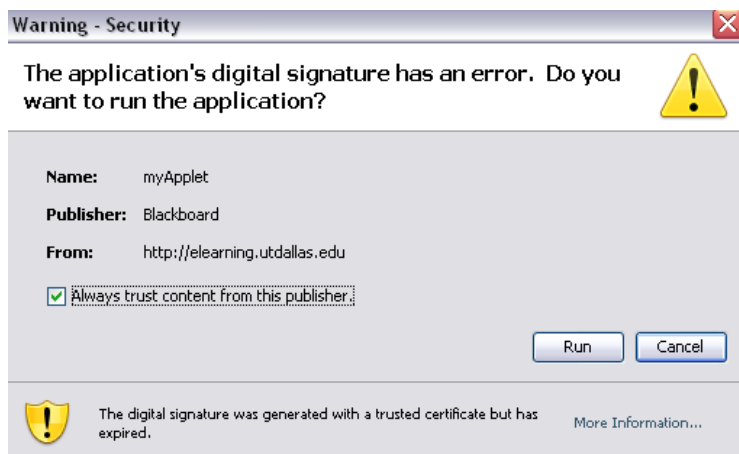 Warning - Security
The application's digital signature has an error. Do you
want to run the application?
Name: myApplet
Publisher: Blackboard
From: http://elearning.utdallas.edu
Always trust content from this publisher.
Run Cancel
The digital signature was generated with a trusted certificate but has
expired.
More Information...